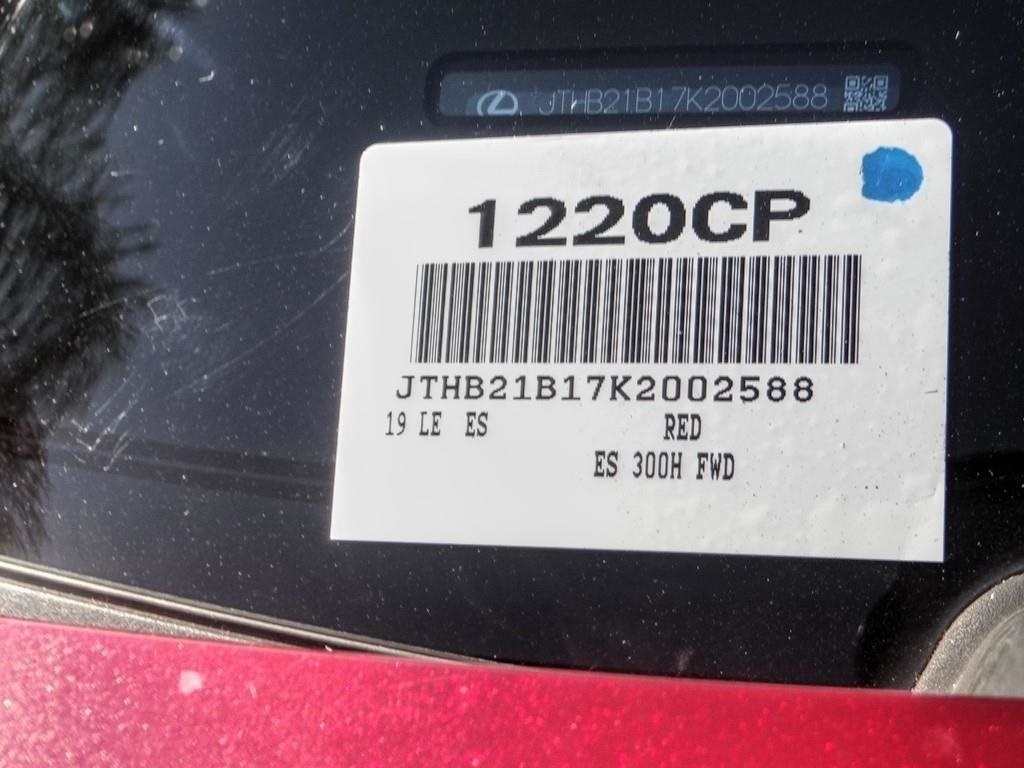 JTHB21B17K2002588
1220CP
JTHB21B17K2002588
19 LE ES RED
ES 300H FWD